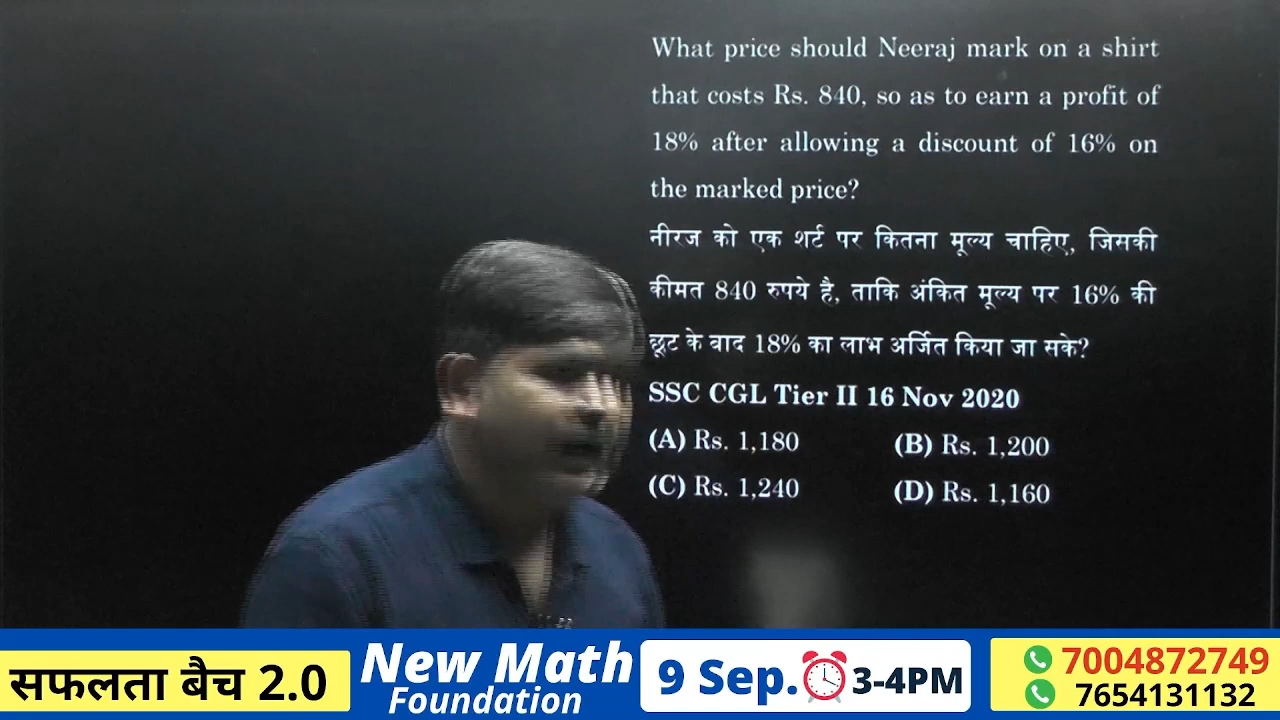 What price should Neeraj mark on a shirt
that costs Rs. 840, so as to earn a profit of
18% after allowing a discount of 16% on
the marked price?
नीरज को एक शर्ट पर कितना मूल्य चाहिए, जिसकी
कीमत 840 रुपये है, ताकि अंकित मूल्य पर 16% की
छूट के बाद 18% का लाभ अर्जित किया जा सके?
SSC CGL Tier II 16 Nov 2020
(A) Rs. 1,180 (B) Rs. 1,200
(C) Rs. 1,240 (D) Rs. 1,160
सफलता बैच 2.0
New Math
Foundation
9 Sep. 3-4PM
7004872749
7654131132